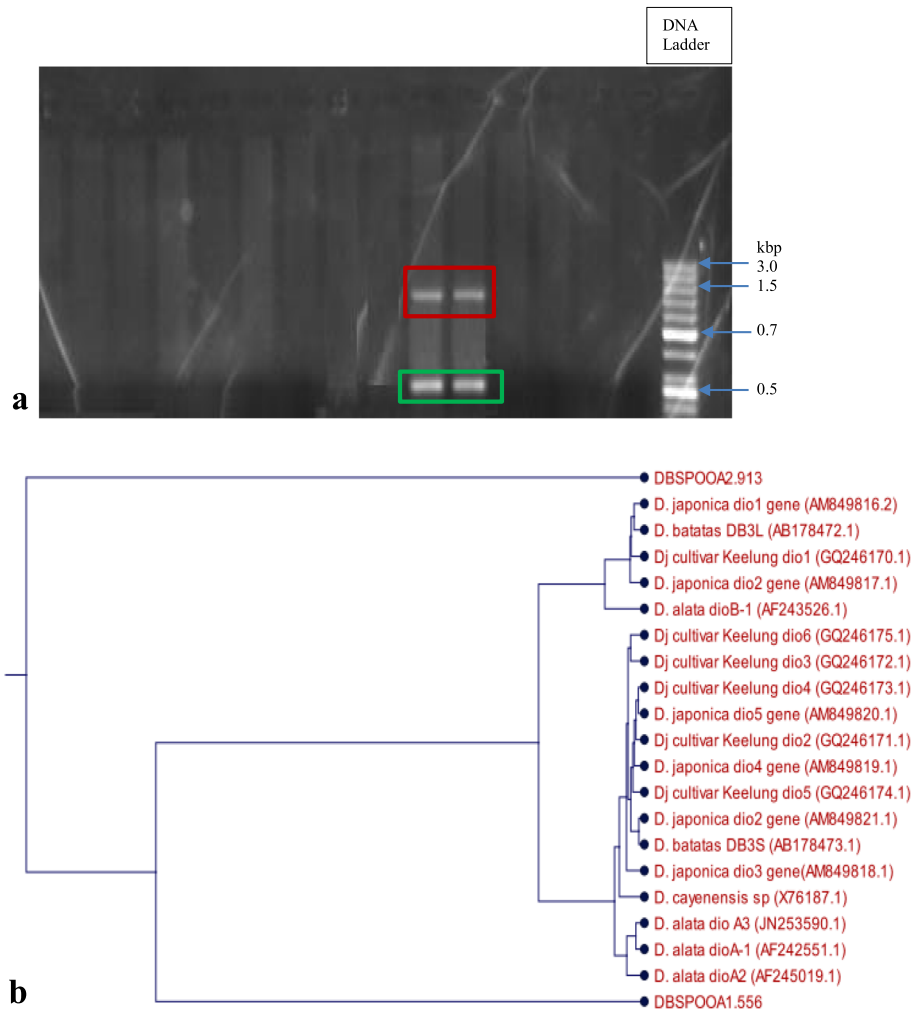 DNA
Ladder
kbp
3.0
1.5
0.7
0.5
a
DBSPOOA2.913
D. japonica dio1 gene (AM849816.2)
D. batatas DB3L (AB178472.1)
Dj cultivar Keelung dio1 (GQ246170.1)
D. japonica dio2 gene (AM849817.1)
D. alata dioB-1 (AF243526.1)
Dj cultivar Keelung dio6 (GQ246175.1)
Dj cultivar Keelung dio3 (GQ246172.1)
Dj cultivar Keelung dio4 (GQ246173.1)
D. japonica dio5 gene (AM849820.1)
Dj cultivar Keelung dio2 (GQ246171.1)
D. japonica dio4 gene (AM849819.1)
Dj cultivar Keelung dio5 (GQ246174.1)
D. japonica dio2 gene (AM849821.1)
D. batatas DB3S (AB178473.1)
D. japonica dio3 gene(AM849818.1)
D. cayenensis sp (X76187.1)
D. alata dio A3 (JN253590.1)
D. alata dioA-1 (AF242551.1)
D. alata dioA2 (AF245019.1)
DBSPOOA1.556
b